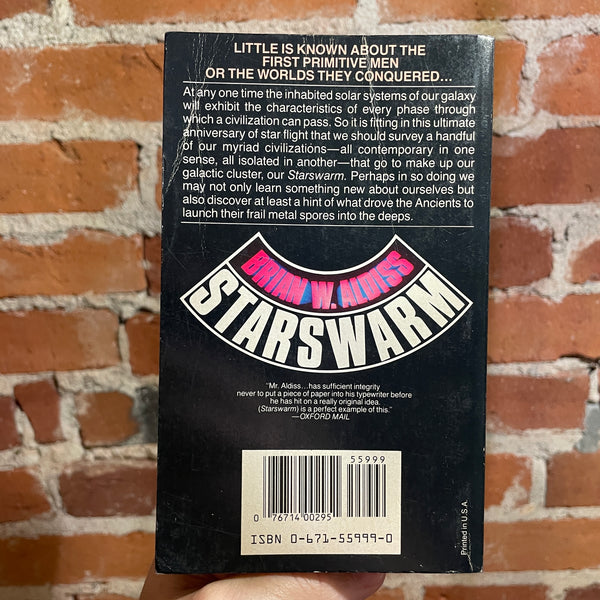 LITTLE IS KNOWN ABOUT THE
FIRST PRIMITIVE MEN
OR THE WORLDS THEY CONQUERED...
At any one time the inhabited solar systems of our galaxy
will exhibit the characteristics of every phase through
which a civilization can pass. So it is fitting in this ultimate
anniversary of star flight that we should survey a handful
of our myriad civilizations—all contemporary in one
sense, all isolated in another—that go to make up our
galactic cluster, our Starswarm. Perhaps in so doing we
may not only learn something new about ourselves but
also discover at least a hint of what drove the Ancients to
launch their frail metal spores into the deeps.
BRIAN W. ALDISS
STARSWARM
"Mr. Aldiss...has sufficient integrity
never to put a piece of paper into his typewriter before
he has hit on a really original idea.
(Starswarm) is a perfect example of this."
—OXFORD MAIL
55999
0 76714 00295
ISBN 0-671-55999-0
Printed in U.S.A.